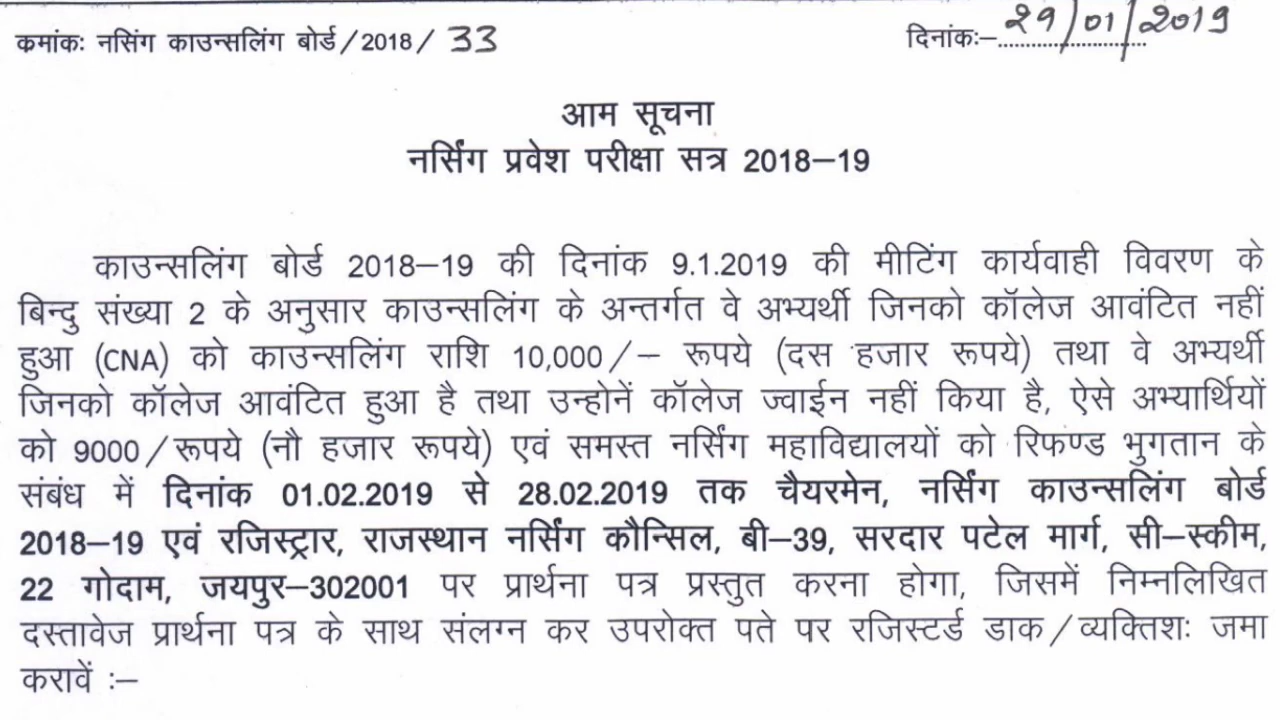 कमांकः नर्सिंग काउन्सलिंग बोर्ड/2018/ 33 दिनांकः–29/01/2019
आम सूचना
नर्सिंग प्रवेश परीक्षा सत्र 2018–19
काउन्सलिंग बोर्ड 2018–19 की दिनांक 9.1.2019 की मीटिंग कार्यवाही विवरण के
बिन्दु संख्या 2 के अनुसार काउन्सलिंग के अन्तर्गत वे अभ्यर्थी जिनको कॉलेज आवंटित नहीं
हुआ (CNA) को काउन्सलिंग राशि 10,000/– रूपये (दस हजार रूपये) तथा वे अभ्यर्थी
जिनको कॉलेज आवंटित हुआ है तथा उन्होनें कॉलेज ज्वाईन नहीं किया है, ऐसे अभ्यार्थियों
को 9000/रूपये (नौ हजार रूपये) एवं समस्त नर्सिंग महाविद्यालयों को रिफण्ड भुगतान के
संबंध में दिनांक 01.02.2019 से 28.02.2019 तक चैयरमेन, नर्सिंग काउन्सलिंग बोर्ड
2018–19 एवं रजिस्ट्रार, राजस्थान नर्सिंग कौन्सिल, बी–39, सरदार पटेल मार्ग, सी–स्कीम,
22 गोदाम, जयपुर–302001 पर प्रार्थना पत्र प्रस्तुत करना होगा, जिसमें निम्नलिखित
दस्तावेज प्रार्थना पत्र के साथ संलग्न कर उपरोक्त पते पर रजिस्टर्ड डाक/व्यक्तिशः जमा
करावें :–